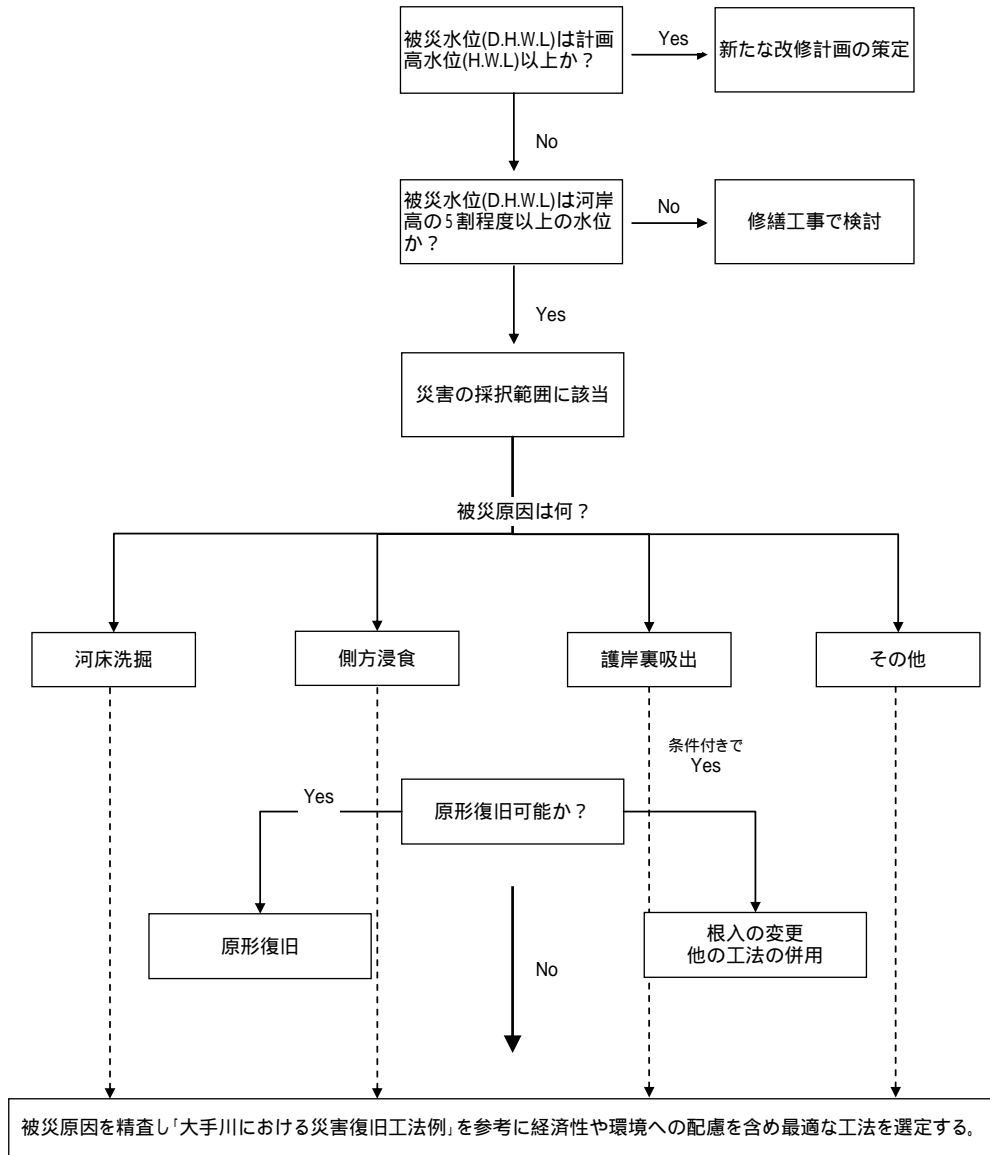 被災水位(D.H.W.L)は計画
高水位(H.W.L)以上か？
Yes
新たな改修計画の策定
No
被災水位(D.H.W.L)は河岸
高の5割程度以上の水位
か？
No
修繕工事で検討
Yes
災害の採択範囲に該当
被災原因は何？
河床洗掘
側方浸食
護岸裏吸出
その他
条件付きで
Yes
Yes
原形復旧可能か？
原形復旧
根入の変更
他の工法の併用
No
被災原因を精査し「大手川における災害復旧工法例」を参考に経済性や環境への配慮を含め最適な工法を選定する。